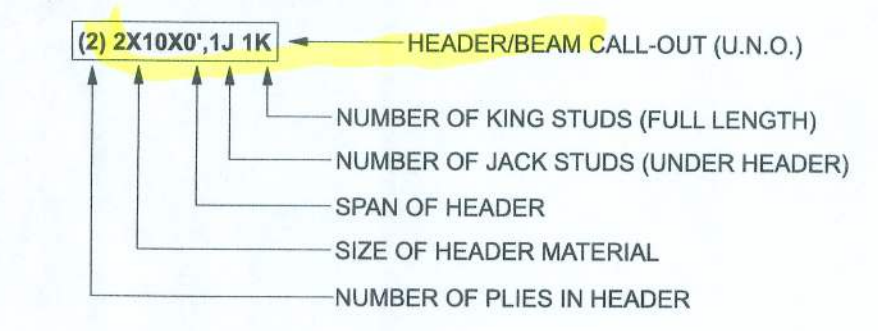 (2) 2X10X0',1J 1K HEADER/BEAM CALL-OUT (U.N.O.)
NUMBER OF KING STUDS (FULL LENGTH)
NUMBER OF JACK STUDS (UNDER HEADER)
SPAN OF HEADER
SIZE OF HEADER MATERIAL
NUMBER OF PLIES IN HEADER